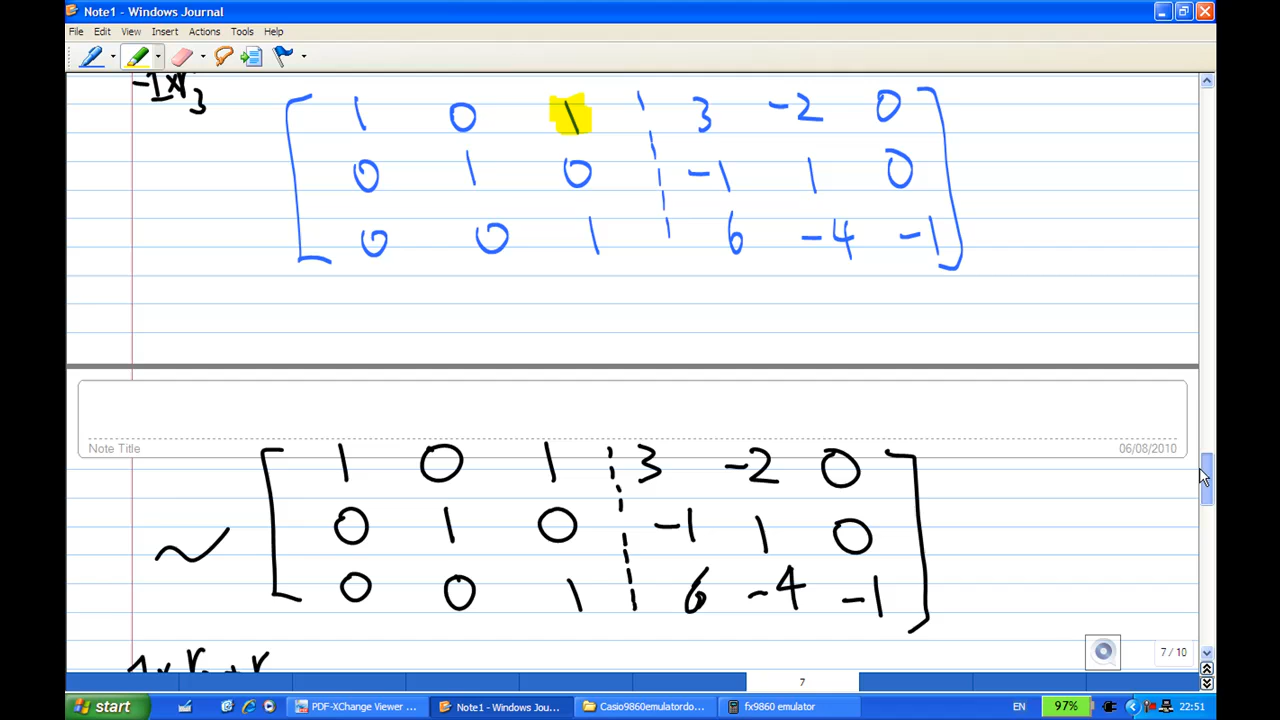 Note1 - Windows Journal
File Edit View Insert Actions Tools Help
-1×r3
1 0 1 3 -2 0
0 1 0 -1 1 0
0 0 1 6 -4 -1
Note Title 06/08/2010
1 0 1 3 -2 0
~ 0 1 0 -1 1 0
0 0 1 6 -4 -1
7 / 10
7
start PDF-XChange Viewer ... Note1 - Windows Jou... Casio9860emulatordo... fx9860 emulator EN 97% 22:51